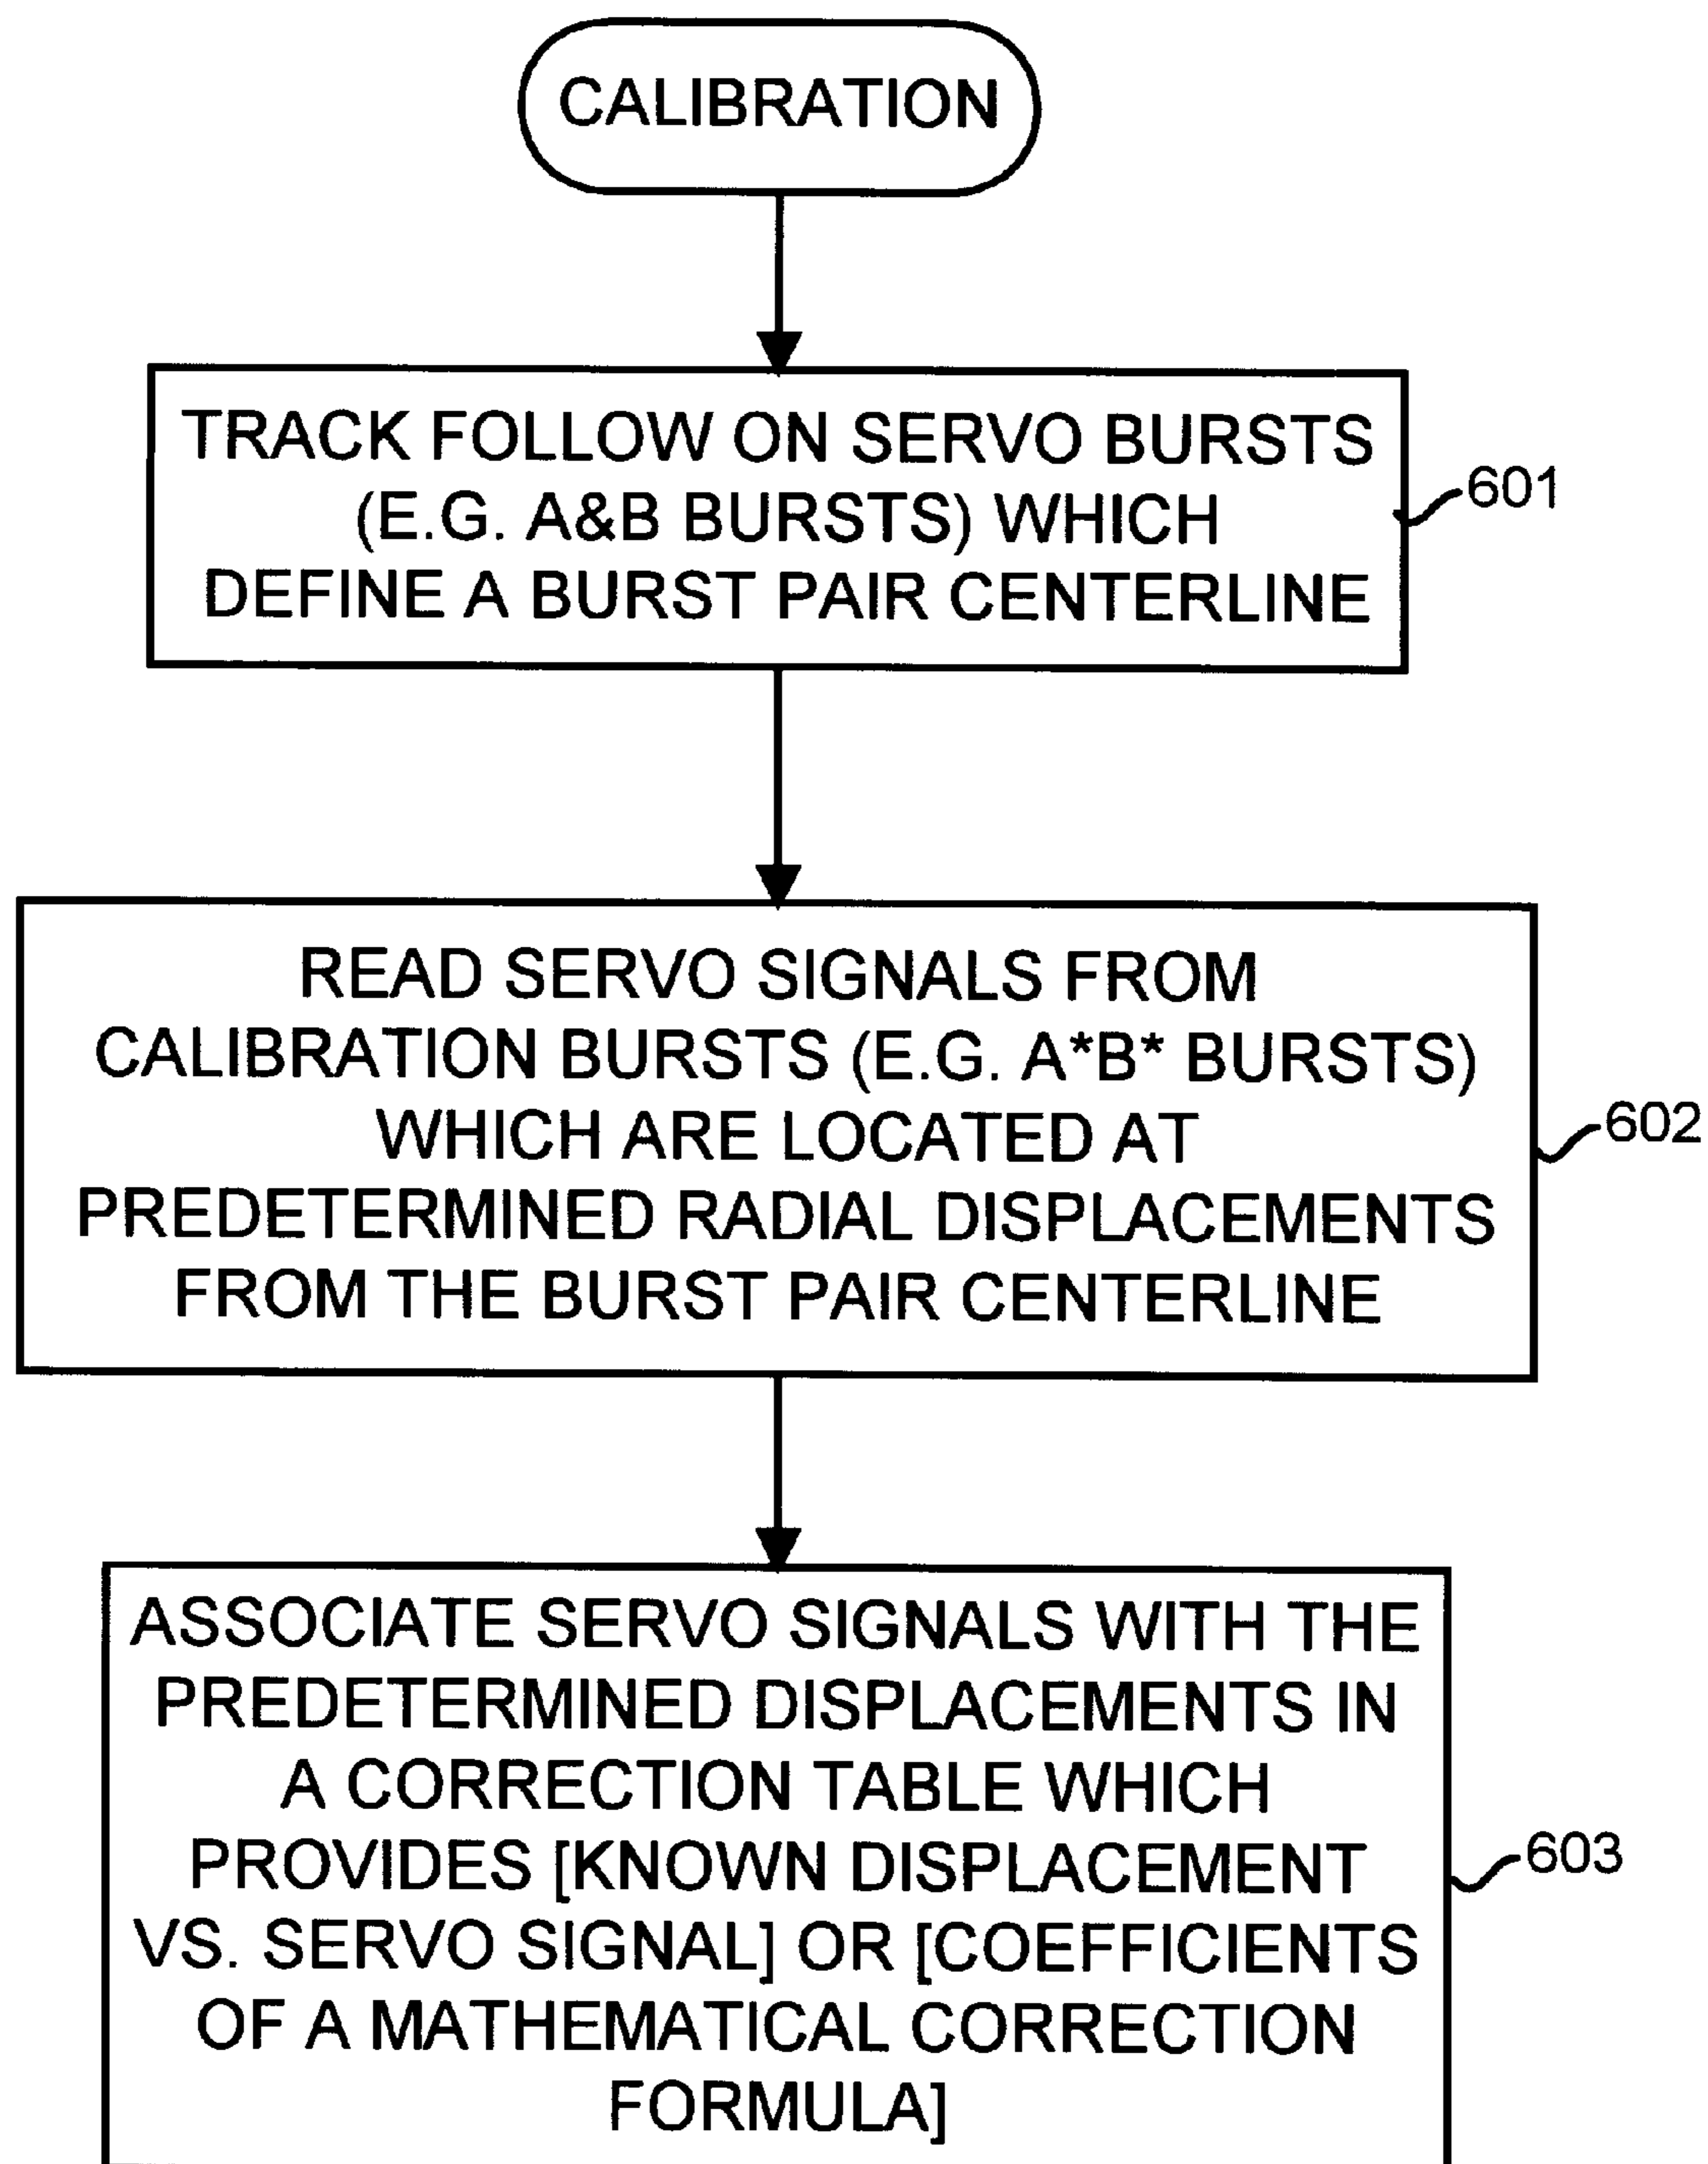 CALIBRATION
TRACK FOLLOW ON SERVO BURSTS
(E.G. A&B BURSTS) WHICH
DEFINE A BURST PAIR CENTERLINE
601
READ SERVO SIGNALS FROM
CALIBRATION BURSTS (E.G. A*B* BURSTS)
WHICH ARE LOCATED AT
PREDETERMINED RADIAL DISPLACEMENTS
FROM THE BURST PAIR CENTERLINE
602
ASSOCIATE SERVO SIGNALS WITH THE
PREDETERMINED DISPLACEMENTS IN
A CORRECTION TABLE WHICH
PROVIDES [KNOWN DISPLACEMENT
VS. SERVO SIGNAL] OR [COEFFICIENTS
OF A MATHEMATICAL CORRECTION
FORMULA]
603